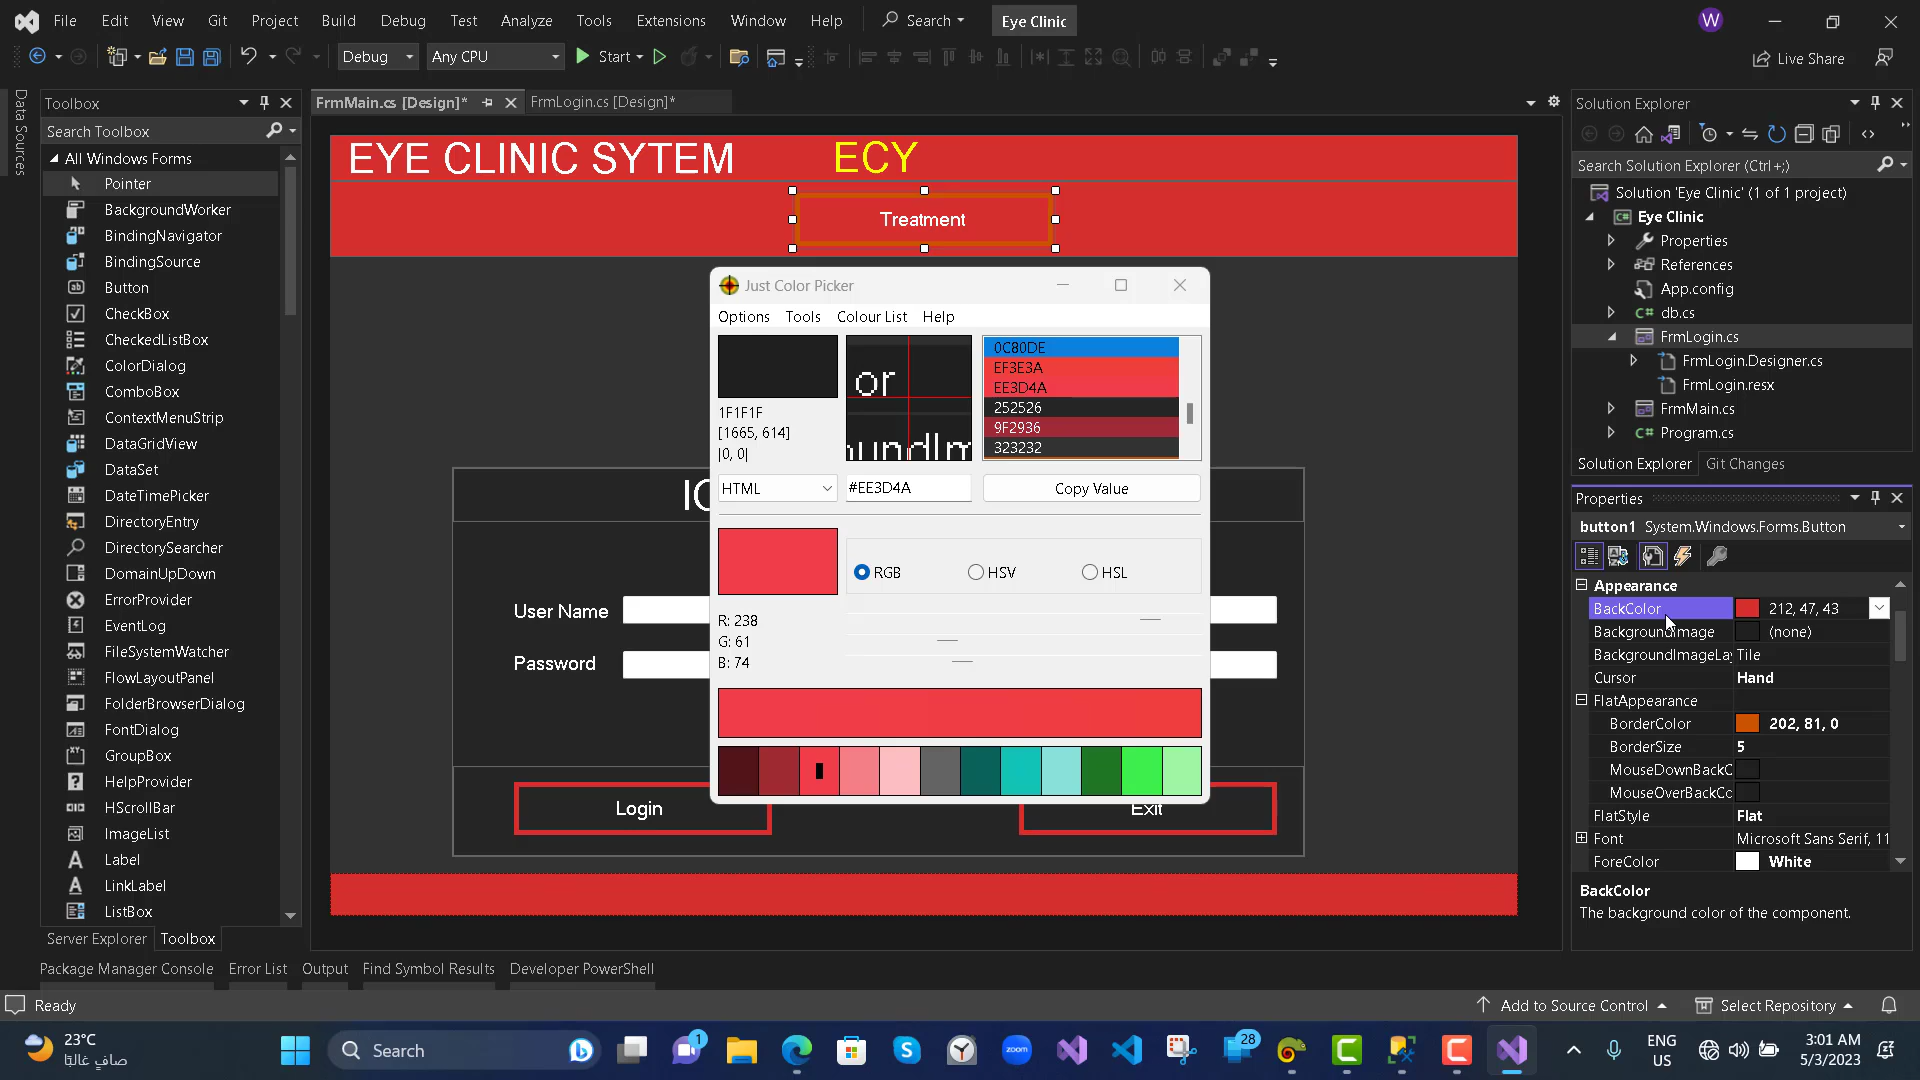 File Edit View Git Project Build Debug Test Analyze Tools Extensions Window Help Search Eye Clinic W
Debug Any CPU Start Live Share
Data Sources
Toolbox
Search Toolbox
All Windows Forms
Pointer
BackgroundWorker
BindingNavigator
BindingSource
Button
CheckBox
CheckedListBox
ColorDialog
ComboBox
ContextMenuStrip
DataGridView
DataSet
DateTimePicker
DirectoryEntry
DirectorySearcher
DomainUpDown
ErrorProvider
EventLog
FileSystemWatcher
FlowLayoutPanel
FolderBrowserDialog
FontDialog
GroupBox
HelpProvider
HScrollBar
ImageList
Label
LinkLabel
ListBox
Server Explorer Toolbox
FrmMain.cs [Design]* FrmLogin.cs [Design]*
EYE CLINIC SYTEM ECY
Treatment
User Name
Password
Login Exit
Just Color Picker
Options Tools Colour List Help
1F1F1F
[1665, 614]
|0, 0|
or
0C80DE
EF3E3A
EE3D4A
252526
9F2936
323232
HTML #EE3D4A Copy Value
RGB HSV HSL
R: 238
G: 61
B: 74
Solution Explorer
Search Solution Explorer (Ctrl+;)
Solution 'Eye Clinic' (1 of 1 project)
Eye Clinic
Properties
References
App.config
C# db.cs
FrmLogin.cs
FrmLogin.Designer.cs
FrmLogin.resx
FrmMain.cs
C# Program.cs
Solution Explorer Git Changes
Properties
button1 System.Windows.Forms.Button
Appearance
BackColor 212, 47, 43
BackgroundImage (none)
BackgroundImageLay Tile
Cursor Hand
FlatAppearance
BorderColor 202, 81, 0
BorderSize 5
MouseDownBackC
MouseOverBackCo
FlatStyle Flat
Font Microsoft Sans Serif, 11
ForeColor White
BackColor
The background color of the component.
Package Manager Console Error List Output Find Symbol Results Developer PowerShell
Ready Add to Source Control Select Repository
23°C
صافٍ غالبًا
Search 1 zoom 28 ENG
US
3:01 AM
5/3/2023